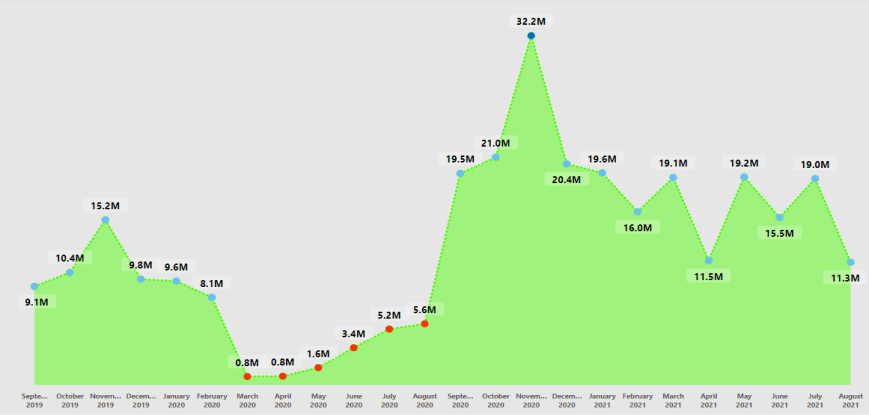 32.2M
21.0M
19.5M
20.4M
19.6M
16.0M
19.1M
11.5M
19.2M
15.5M
19.0M
11.3M
15.2M
10.4M
9.1M
9.8M
9.6M
8.1M
0.8M
0.8M
1.6M
3.4M
5.2M
5.6M
Septe... October Novem... Decem... January February March April May June July August Septe... October Novem... Decem... January February March April May June July August
2019 2019 2019 2019 2020 2020 2020 2020 2020 2020 2020 2020 2020 2020 2020 2020 2021 2021 2021 2021 2021 2021 2021 2021